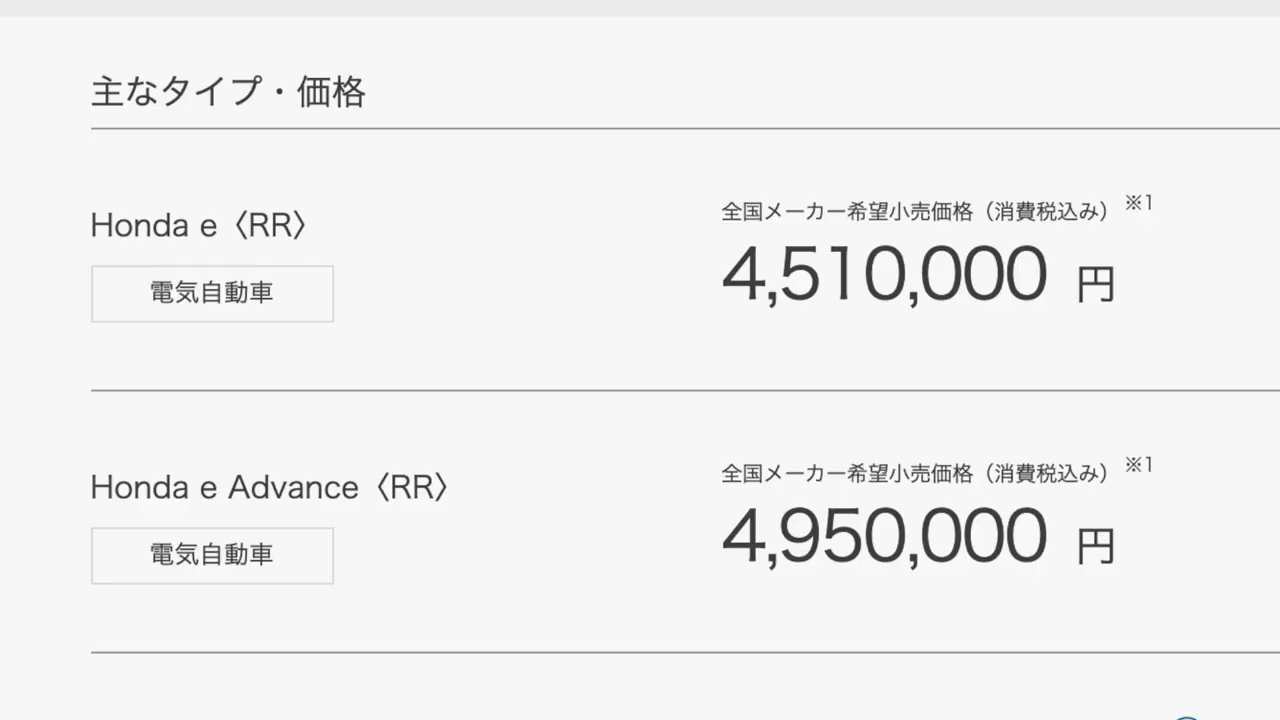 主なタイプ・価格
Honda e〈RR〉
電気自動車
全国メーカー希望小売価格（消費税込み）※1
4,510,000 円
Honda e Advance〈RR〉
電気自動車
全国メーカー希望小売価格（消費税込み）※1
4,950,000 円